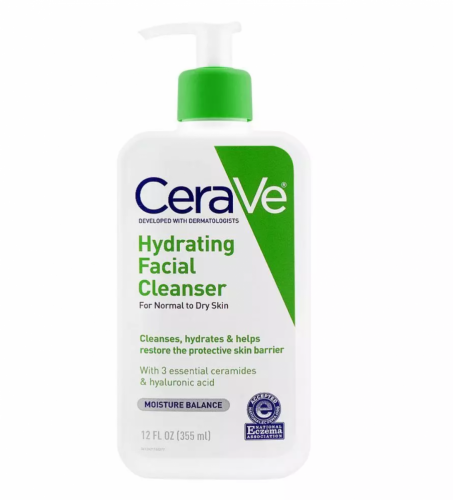 CeraVe®
DEVELOPED WITH DERMATOLOGISTS
Hydrating
Facial
Cleanser
For Normal to Dry Skin
Cleanses, hydrates & helps
restore the protective skin barrier
With 3 essential ceramides
& hyaluronic acid
MOISTURE BALANCE
ACCEPTED
e
NATIONAL
Eczema
ASSOCIATION
12 FL OZ (355 ml)